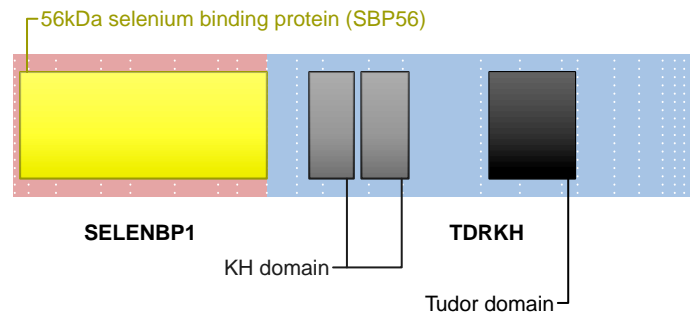 56kDa selenium binding protein (SBP56)
SELENBP1
TDRKH
KH domain
Tudor domain